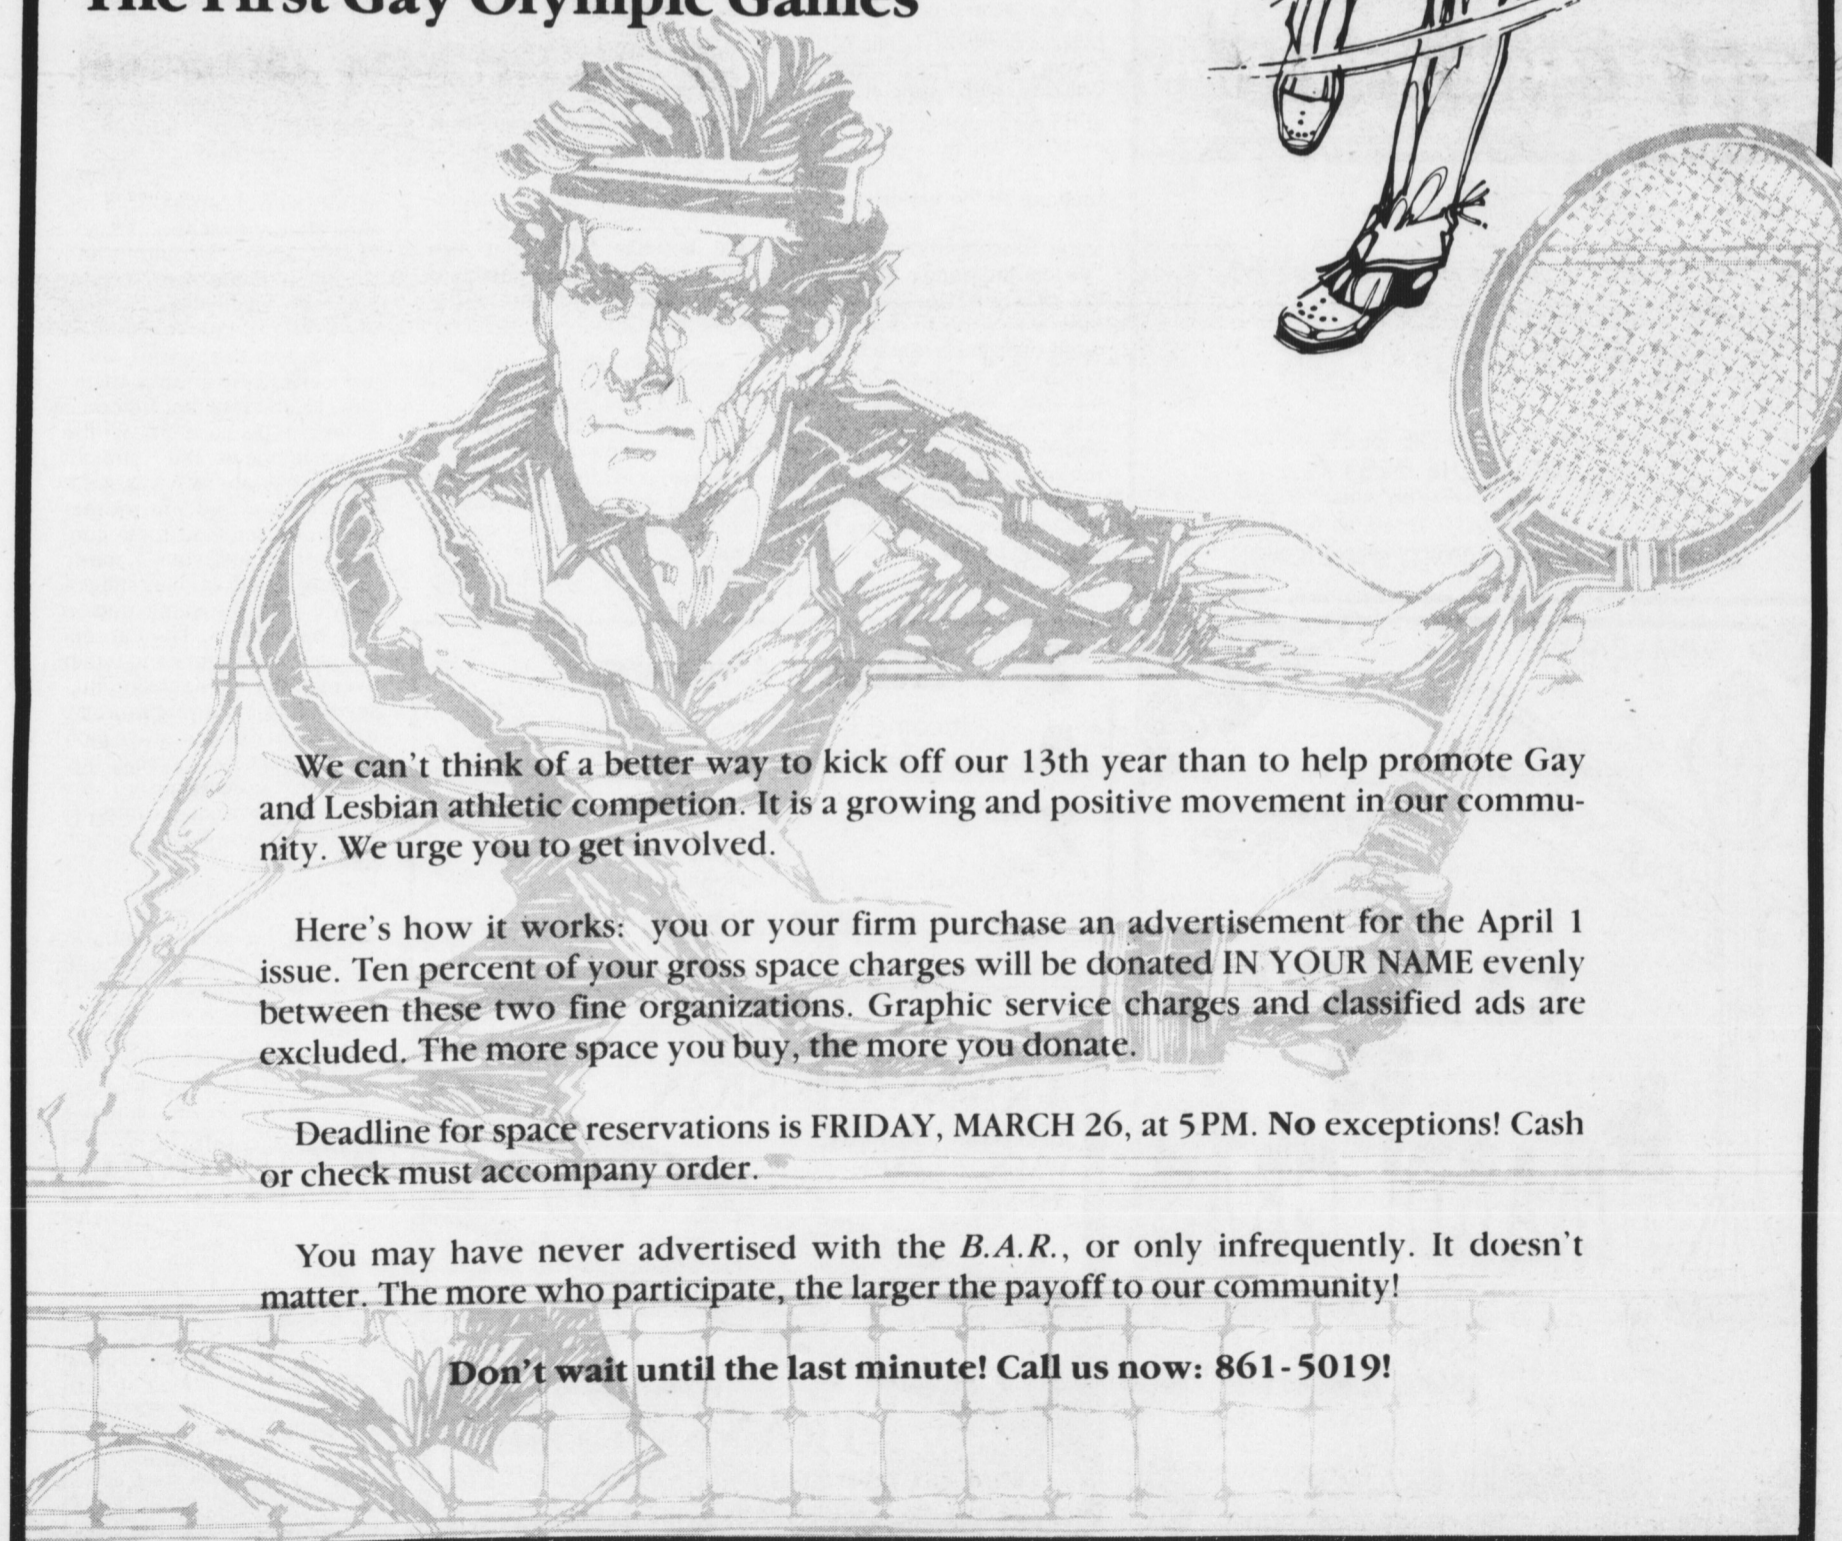 The First Gay Olympic Games
We can't think of a better way to kick off our 13th year than to help promote Gay
and Lesbian athletic competion. It is a growing and positive movement in our commu-
nity. We urge you to get involved.
Here's how it works: you or your firm purchase an advertisement for the April 1
issue. Ten percent of your gross space charges will be donated IN YOUR NAME evenly
between these two fine organizations. Graphic service charges and classified ads are
excluded. The more space you buy, the more you donate.
Deadline for space reservations is FRIDAY, MARCH 26, at 5PM. No exceptions! Cash
or check must accompany order.
You may have never advertised with the B.A.R., or only infrequently. It doesn't
matter. The more who participate, the larger the payoff to our community!
Don't wait until the last minute! Call us now: 861-5019!